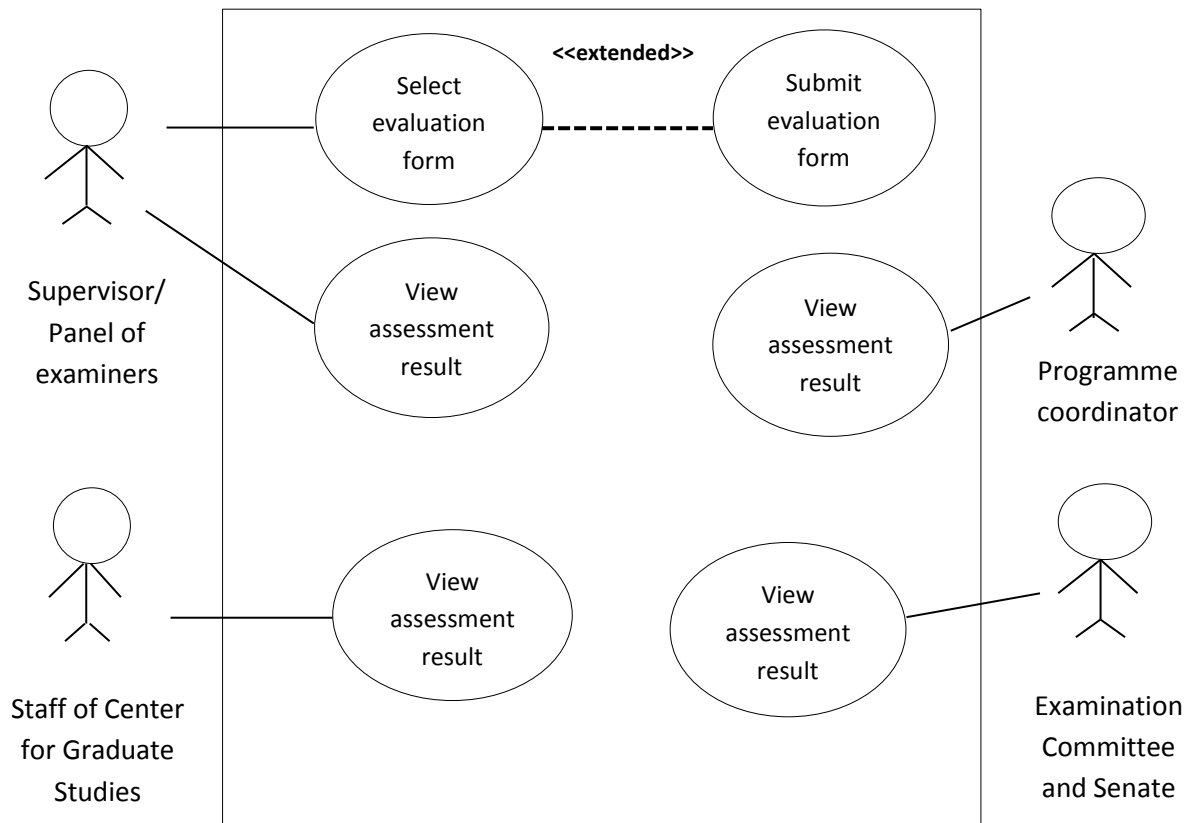 <<extended>>
Select
evaluation
form
Submit
evaluation
form
Supervisor/
Panel of
examiners
View
assessment
result
View
assessment
result
Programme
coordinator
Staff of Center
for Graduate
Studies
View
assessment
result
View
assessment
result
Examination
Committee
and Senate